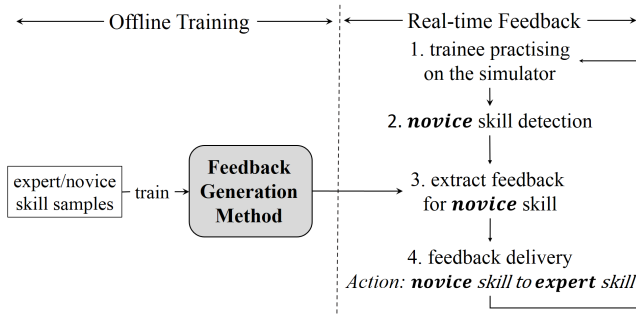 Offline Training
Real-time Feedback
1. trainee practising
on the simulator
2. novice skill detection
expert/novice
skill samples
train
Feedback
Generation
Method
3. extract feedback
for novice skill
4. feedback delivery
Action: novice skill to expert skill